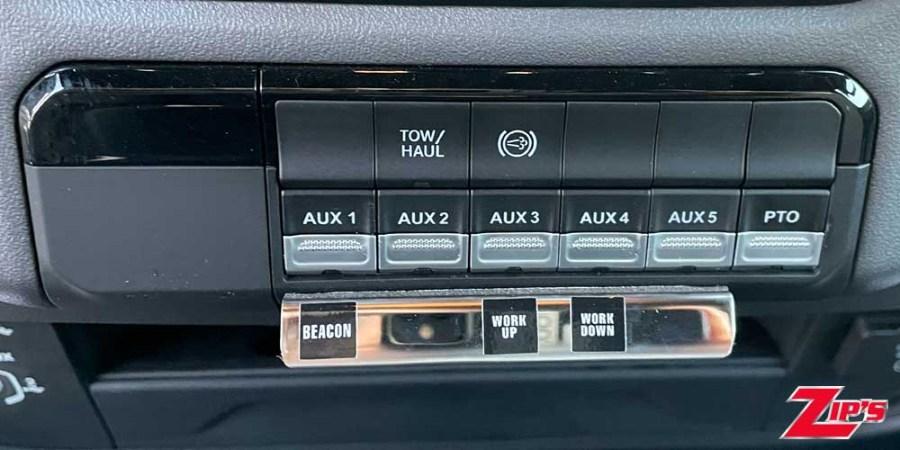 TOW/
HAUL
AUX 1 AUX 2 AUX 3 AUX 4 AUX 5 PTO
BEACON
WORK
UP
WORK
DOWN
ZIP'S